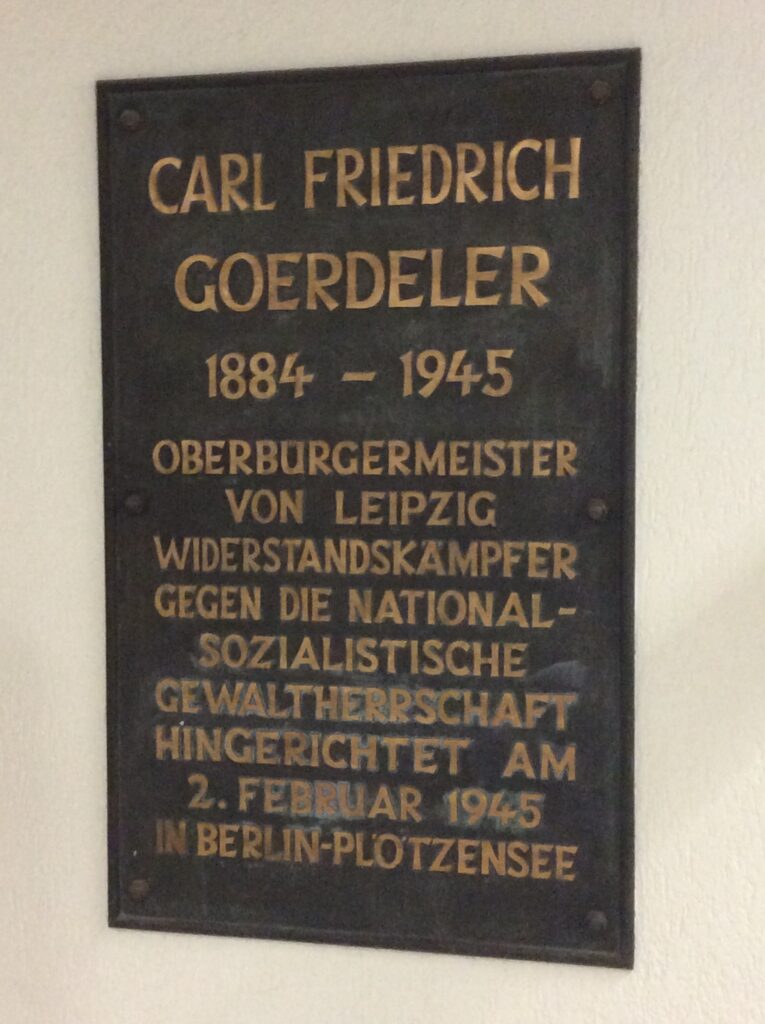 CARL FRIEDRICH
GOERDELER
1884 – 1945
OBERBÜRGERMEISTER
VON LEIPZIG
WIDERSTANDSKÄMPFER
GEGEN DIE NATIONAL-
SOZIALISTISCHE
GEWALTHERRSCHAFT
HINGERICHTET AM
2. FEBRUAR 1945
IN BERLIN-PLÖTZENSEE